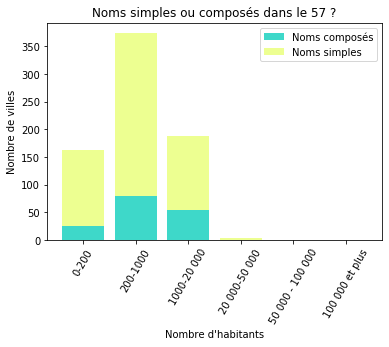 Noms simples ou composés dans le 57 ?
Noms composés
Noms simples
Nombre de villes
350
300
250
200
150
100
50
0
0-200
200-1000
1000-20 000
20 000-50 000
50 000 - 100 000
100 000 et plus
Nombre d'habitants